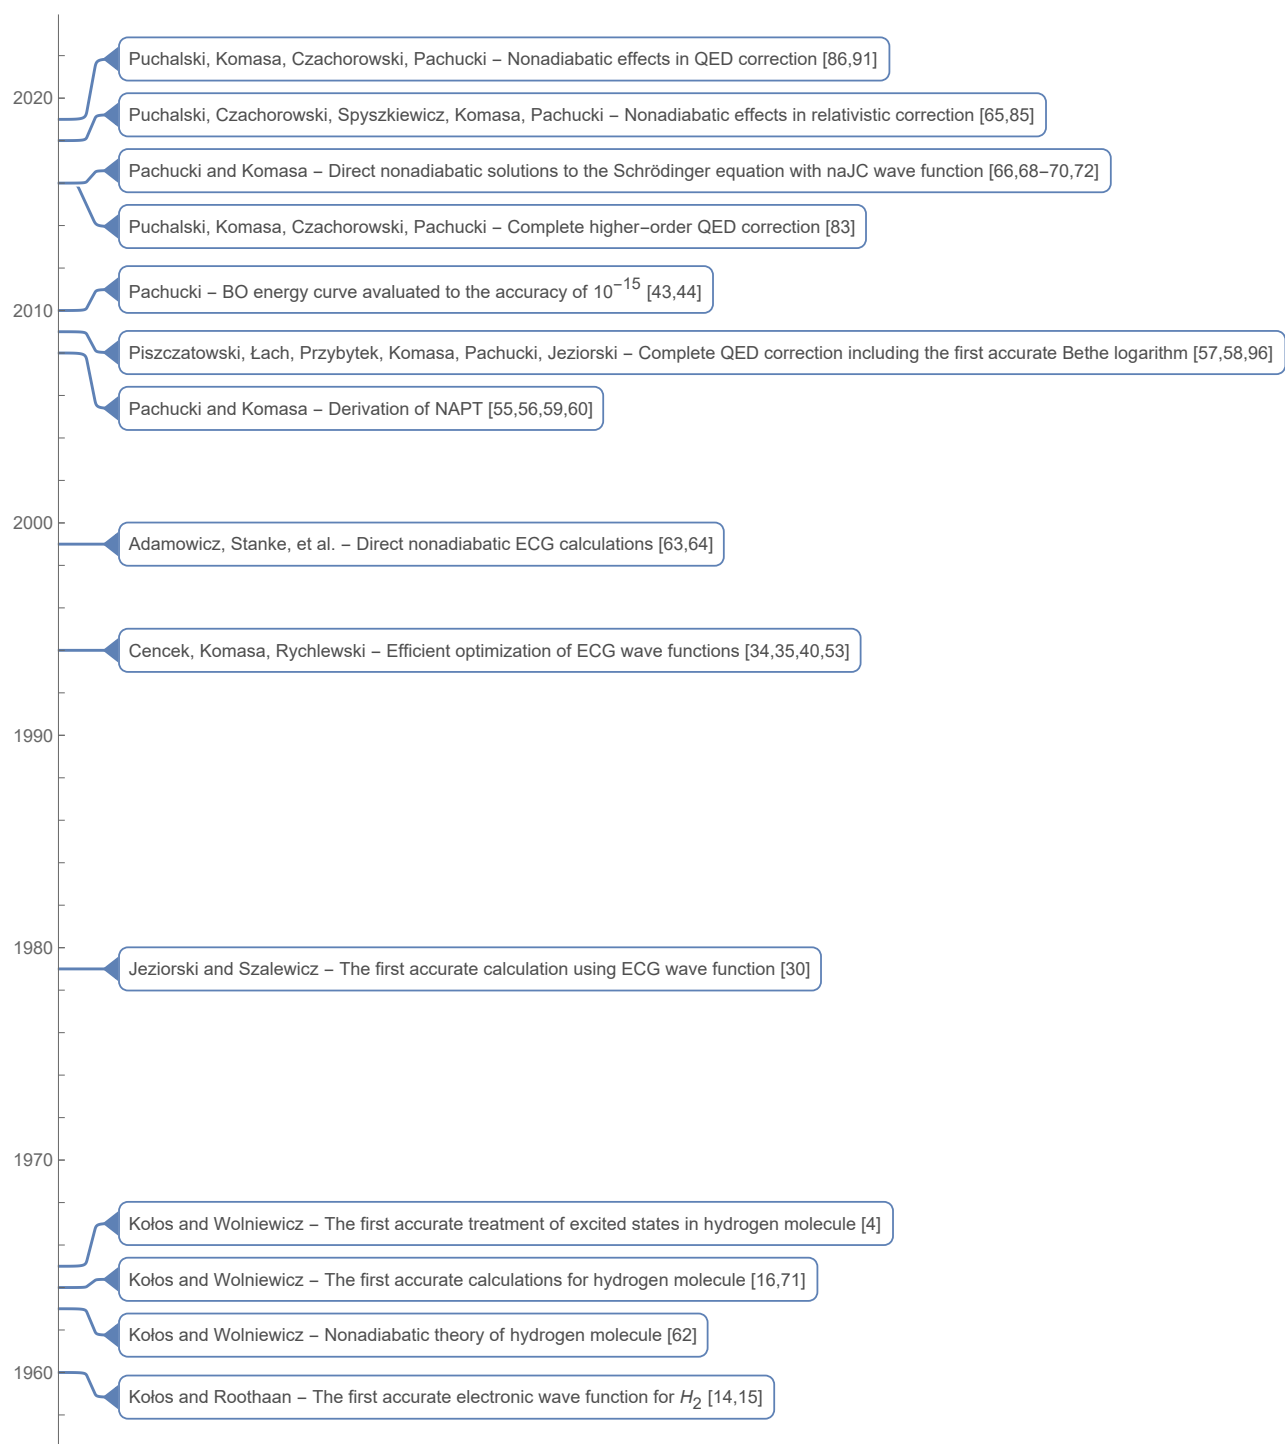 Puchalski, Komasa, Czachorowski, Pachucki – Nonadiabatic effects in QED correction [86,91]
2020
Puchalski, Czachorowski, Spyszkiewicz, Komasa, Pachucki – Nonadiabatic effects in relativistic correction [65,85]
Pachucki and Komasa – Direct nonadiabatic solutions to the Schrödinger equation with naJC wave function [66,68–70,72]
Puchalski, Komasa, Czachorowski, Pachucki – Complete higher–order QED correction [83]
Pachucki – BO energy curve avaluated to the accuracy of 10⁻¹⁵ [43,44]
2010
Piszczatowski, Łach, Przybytek, Komasa, Pachucki, Jeziorski – Complete QED correction including the first accurate Bethe logarithm [57,58,96]
Pachucki and Komasa – Derivation of NAPT [55,56,59,60]
2000
Adamowicz, Stanke, et al. – Direct nonadiabatic ECG calculations [63,64]
Cencek, Komasa, Rychlewski – Efficient optimization of ECG wave functions [34,35,40,53]
1990
1980
Jeziorski and Szalewicz – The first accurate calculation using ECG wave function [30]
1970
Kołos and Wolniewicz – The first accurate treatment of excited states in hydrogen molecule [4]
Kołos and Wolniewicz – The first accurate calculations for hydrogen molecule [16,71]
Kołos and Wolniewicz – Nonadiabatic theory of hydrogen molecule [62]
1960
Kołos and Roothaan – The first accurate electronic wave function for H₂ [14,15]